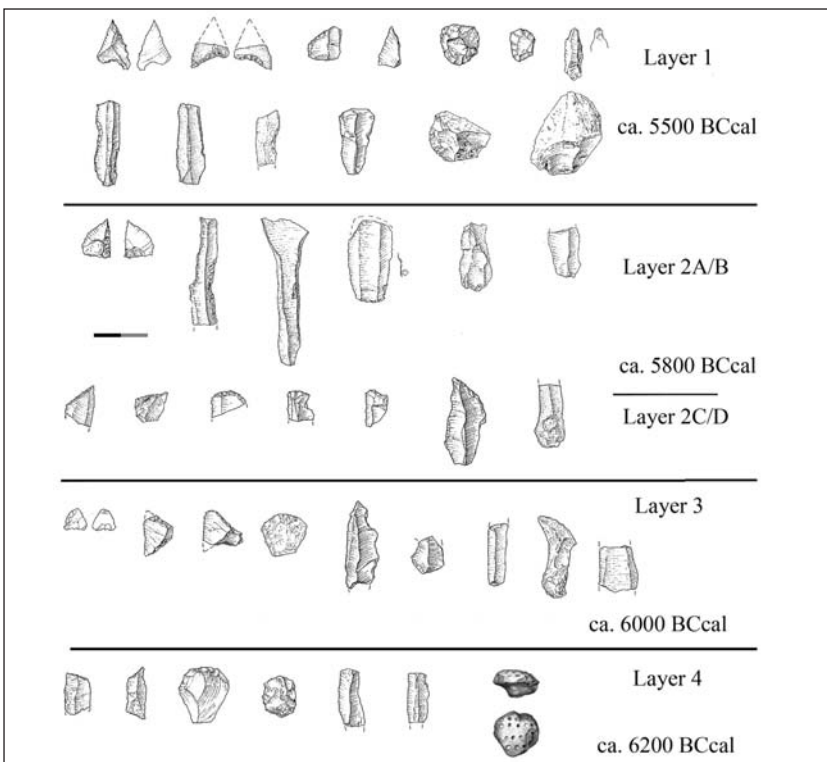 Layer 1
ca. 5500 BCcal
Layer 2A/B
ca. 5800 BCcal
Layer 2C/D
Layer 3
ca. 6000 BCcal
Layer 4
ca. 6200 BCcal